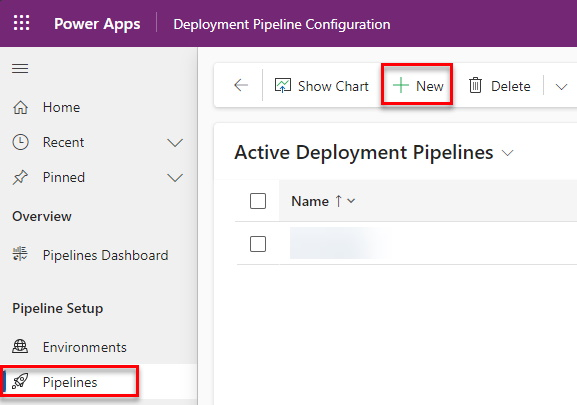 Power Apps Deployment Pipeline Configuration
Show Chart New Delete
Home
Recent
Pinned
Overview
Pipelines Dashboard
Pipeline Setup
Environments
Pipelines
Active Deployment Pipelines
Name